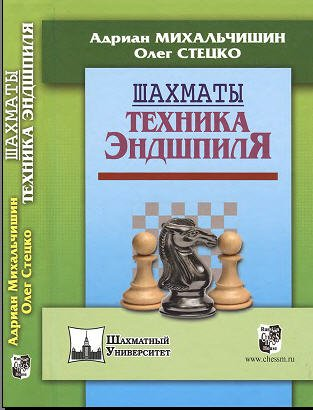 Адриан МИХАЛЬЧИШИН
Олег СТЕЦКО
ШАХМАТЫ
ТЕХНИКА
ЭНДШПИЛЯ
ШАХМАТНЫЙ
УНИВЕРСИТЕТ
www.chessm.ru
Адриан Михальчишин
Олег Стецко
ШАХМАТЫ
ТЕХНИКА ЭНДШПИЛЯ